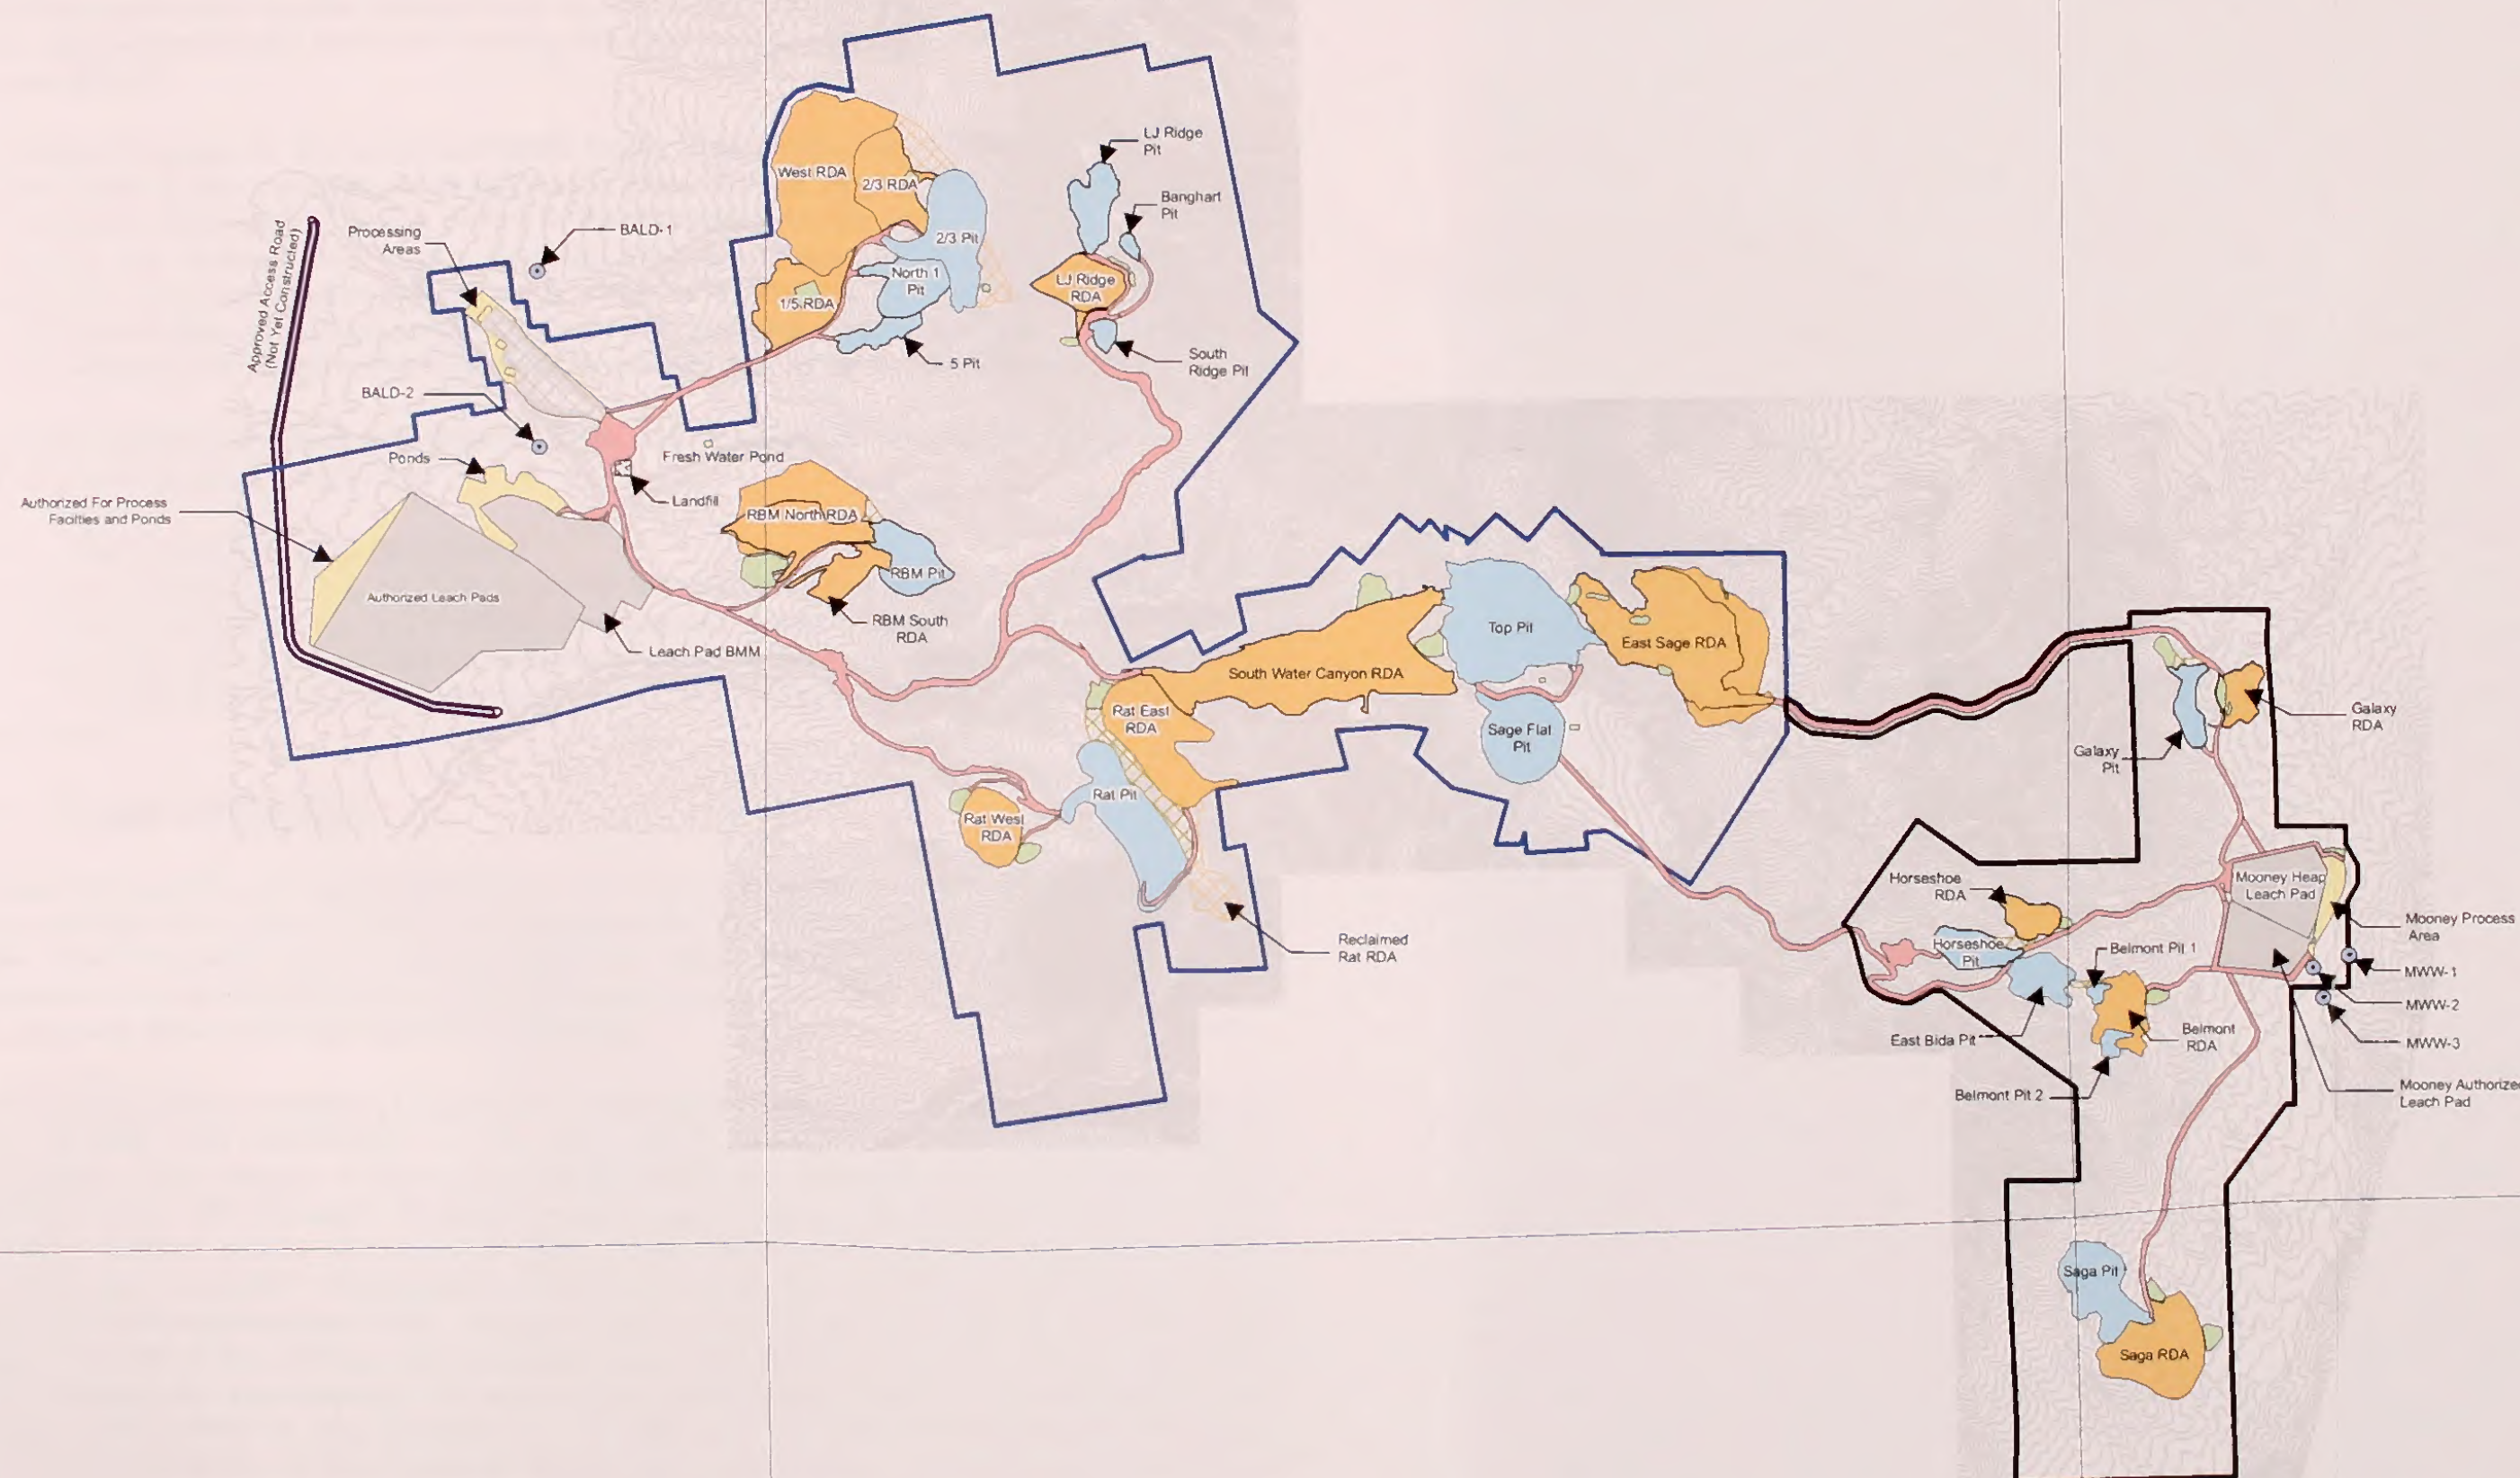 LJ Ridge
Pit
Banghart
Pit
West RDA
2/3 RDA
2/3 Pit
North 1
Pit
1/5 RDA
5 Pit
LJ Ridge
RDA
South
Ridge Pit
Processing
Areas
BALD-1
Approved Access Road
(Not Yet Constructed)
BALD-2
Ponds
Fresh Water Pond
Landfill
Authorized For Process
Facilties and Ponds
Authorized Leach Pads
Leach Pad BMM
RBM North RDA
RBM Pit
RBM South
RDA
Top Pit
East Sage RDA
South Water Canyon RDA
Rat East
RDA
Sage Flat
Pit
Rat Pit
Rat West
RDA
Reclaimed
Rat RDA
Galaxy
RDA
Galaxy
Pit
Horseshoe
RDA
Mooney Heap
Leach Pad
Mooney Process
Area
Horseshoe
Pit
Belmont Pit 1
MWW-1
MWW-2
MWW-3
East Bida Pit
Belmont
RDA
Belmont Pit 2
Mooney Authorized
Leach Pad
Saga Pit
Saga RDA